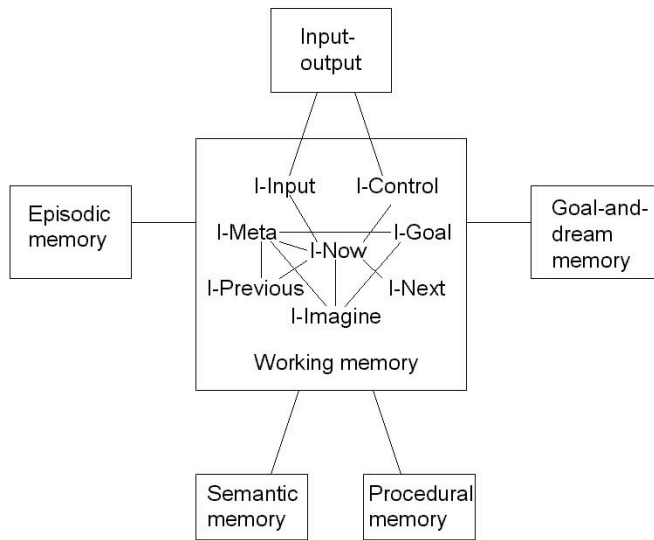 Input-
output
I-Input
I-Control
Episodic
memory
I-Meta
I-Goal
I-Now
I-Previous
I-Next
I-Imagine
Working memory
Goal-and-
dream
memory
Semantic
memory
Procedural
memory